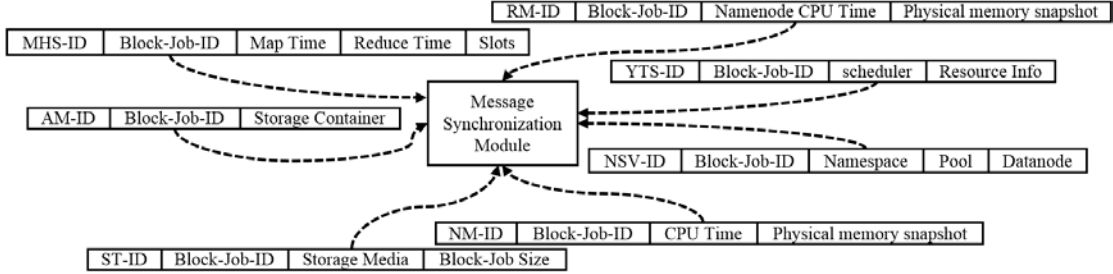 RM-ID Block-Job-ID Namenode CPU Time Physical memory snapshot
MHS-ID Block-Job-ID Map Time Reduce Time Slots
YTS-ID Block-Job-ID scheduler Resource Info
AM-ID Block-Job-ID Storage Container
Message
Synchronization
Module
NSV-ID Block-Job-ID Namespace Pool Datanode
NM-ID Block-Job-ID CPU Time Physical memory snapshot
ST-ID Block-Job-ID Storage Media Block-Job Size